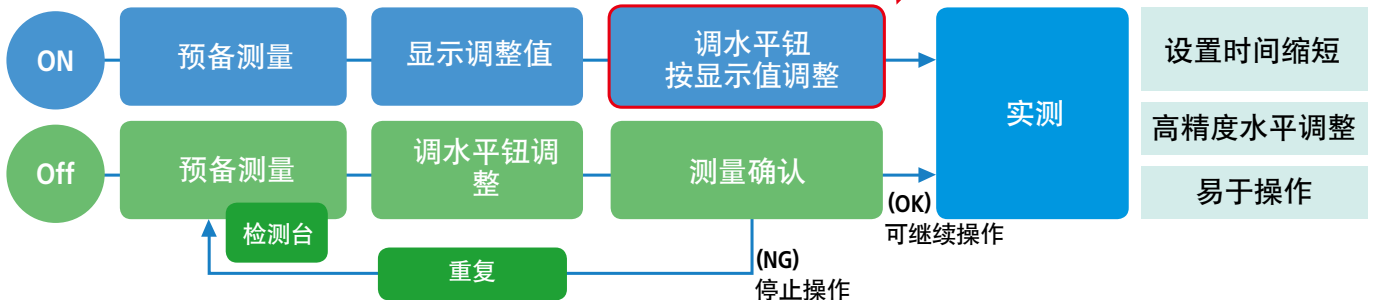 ON
预备测量
显示调整值
调水平钮
按显示值调整
实测
设置时间缩短
高精度水平调整
易于操作
Off
预备测量
调水平钮调
整
测量确认
(OK)
可继续操作
检测台
重复
(NG)
停止操作